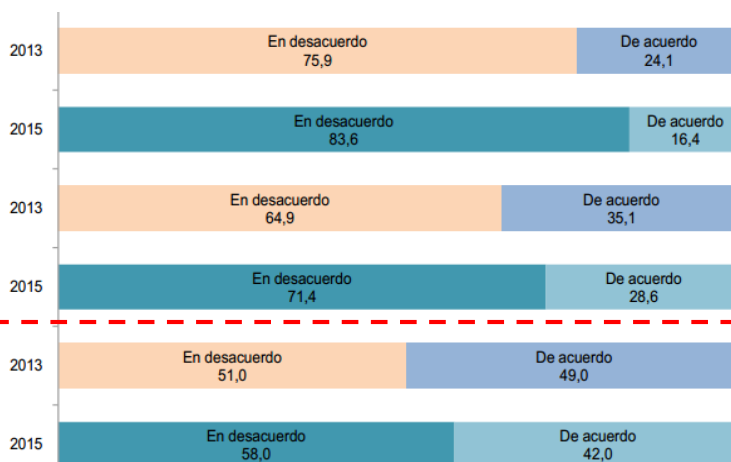 En desacuerdo De acuerdo
2013
75,9 24,1
En desacuerdo De acuerdo
2015
83,6 16,4
En desacuerdo De acuerdo
2013
64,9 35,1
En desacuerdo De acuerdo
2015
71,4 28,6
En desacuerdo De acuerdo
2013
51,0 49,0
En desacuerdo De acuerdo
2015
58,0 42,0